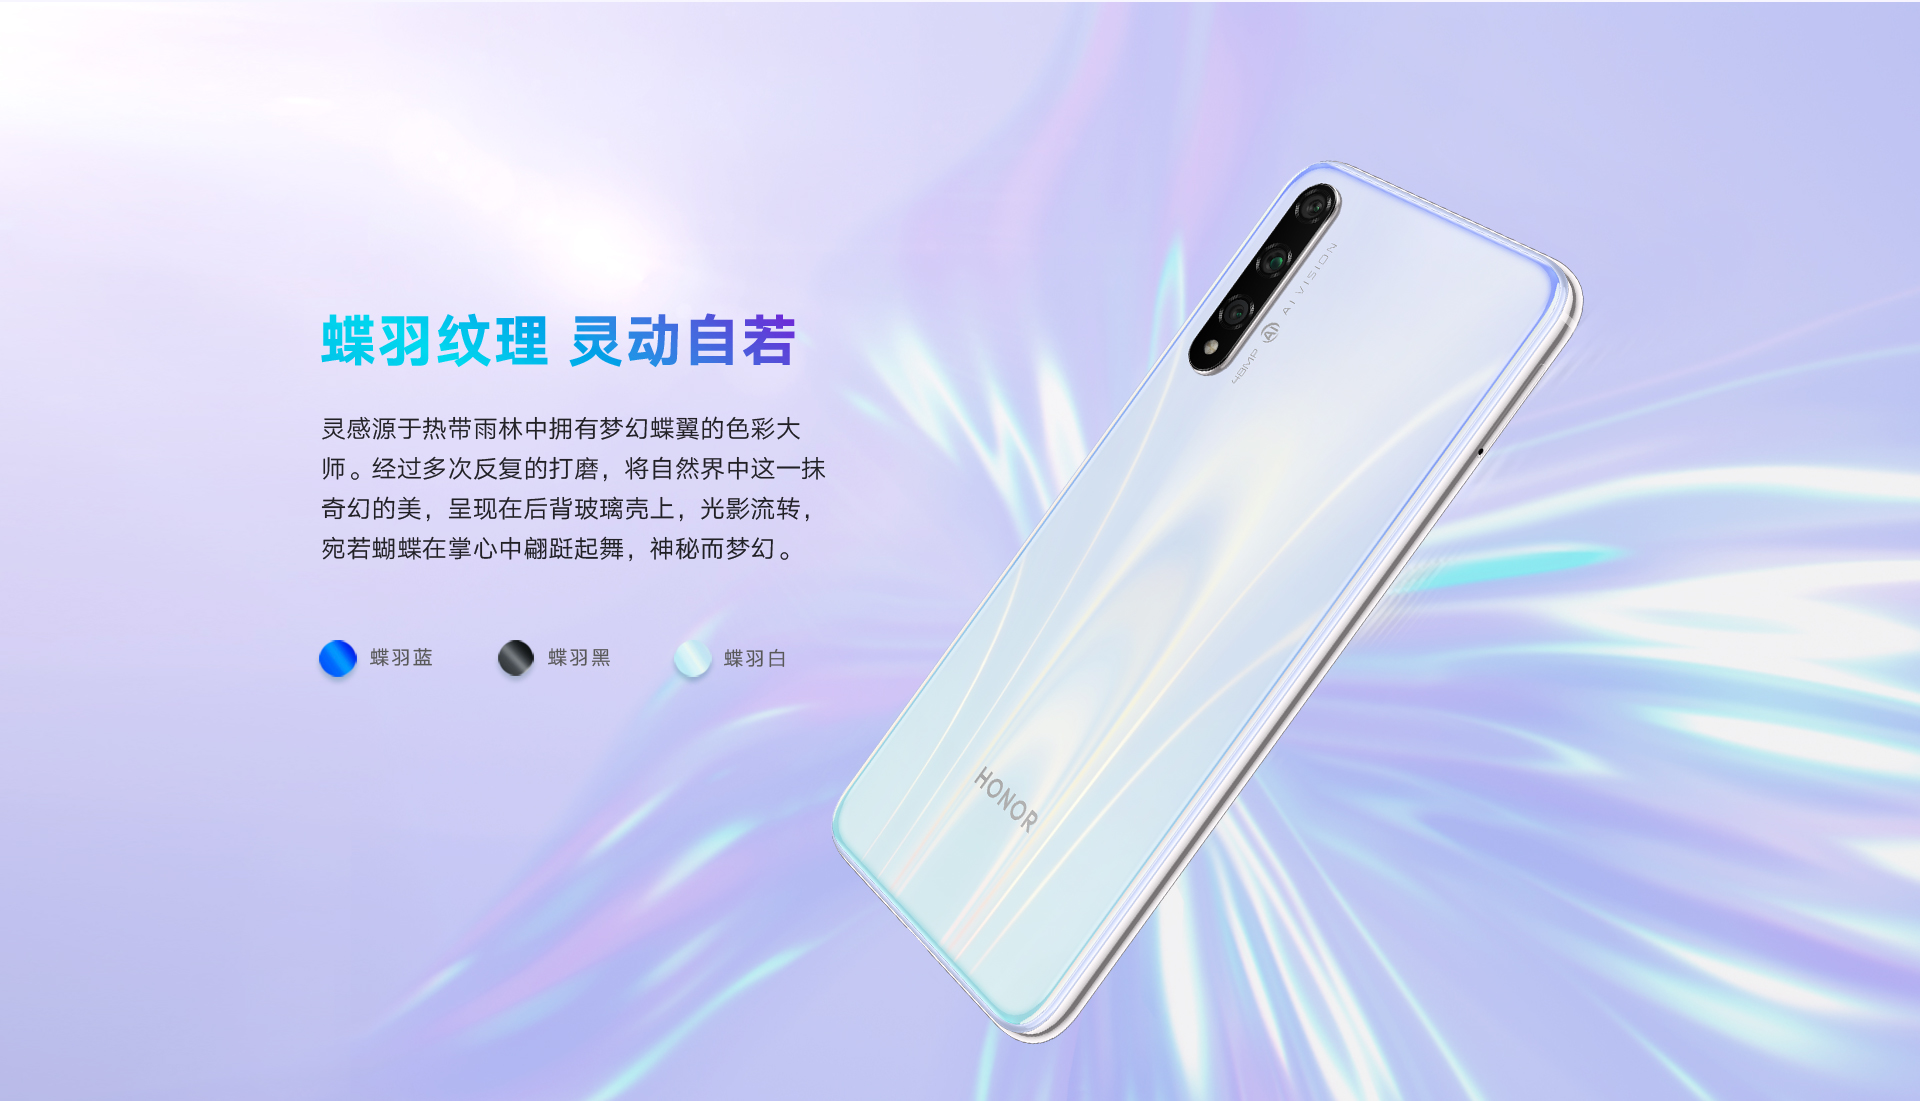 蝶羽纹理 灵动自若
灵感源于热带雨林中拥有梦幻蝶翼的色彩大
师。经过多次反复的打磨，将自然界中这一抹
奇幻的美，呈现在后背玻璃壳上，光影流转，
宛若蝴蝶在掌心中翩跹起舞，神秘而梦幻。
蝶羽蓝
蝶羽黑
蝶羽白
48MP AI AI VISION
HONOR